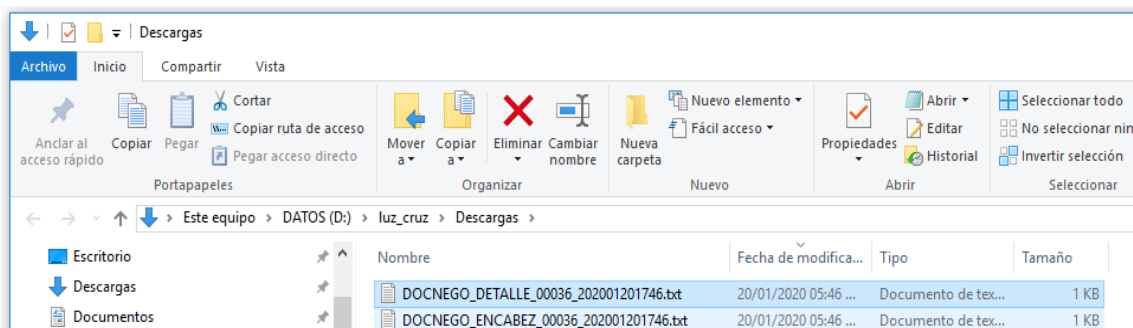 Descargas
Archivo Inicio Compartir Vista
Anclar al acceso rápido
Copiar
Pegar
Cortar
Copiar ruta de acceso
Pegar acceso directo
Portapapeles
Mover a
Copiar a
Eliminar
Cambiar nombre
Organizar
Nueva carpeta
Nuevo elemento
Fácil acceso
Nuevo
Propiedades
Abrir
Editar
Historial
Abrir
Seleccionar todo
No seleccionar nin
Invertir selección
Seleccionar
Este equipo > DATOS (D:) > luz_cruz > Descargas >
Escritorio
Descargas
Documentos
Nombre Fecha de modifica... Tipo Tamaño
DOCNEGO_DETALLE_00036_202001201746.txt 20/01/2020 05:46 ... Documento de tex... 1 KB
DOCNEGO_ENCABEZ_00036_202001201746.txt 20/01/2020 05:46 ... Documento de tex... 1 KB